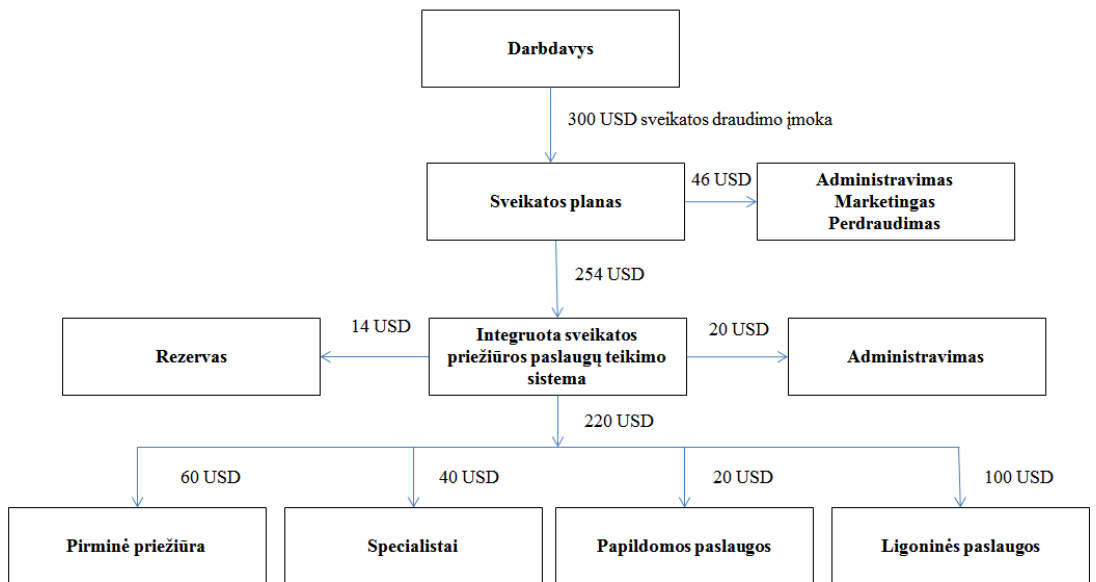 Darbdavys
300 USD sveikatos draudimo įmoka
Sveikatos planas
46 USD
Administravimas
Marketingas
Perdraudimas
254 USD
Rezervas
14 USD
Integruota sveikatos
priežiūros paslaugų teikimo
sistema
20 USD
Administravimas
220 USD
60 USD
40 USD
20 USD
100 USD
Pirminė priežiūra
Specialistai
Papildomos paslaugos
Ligoninės paslaugos